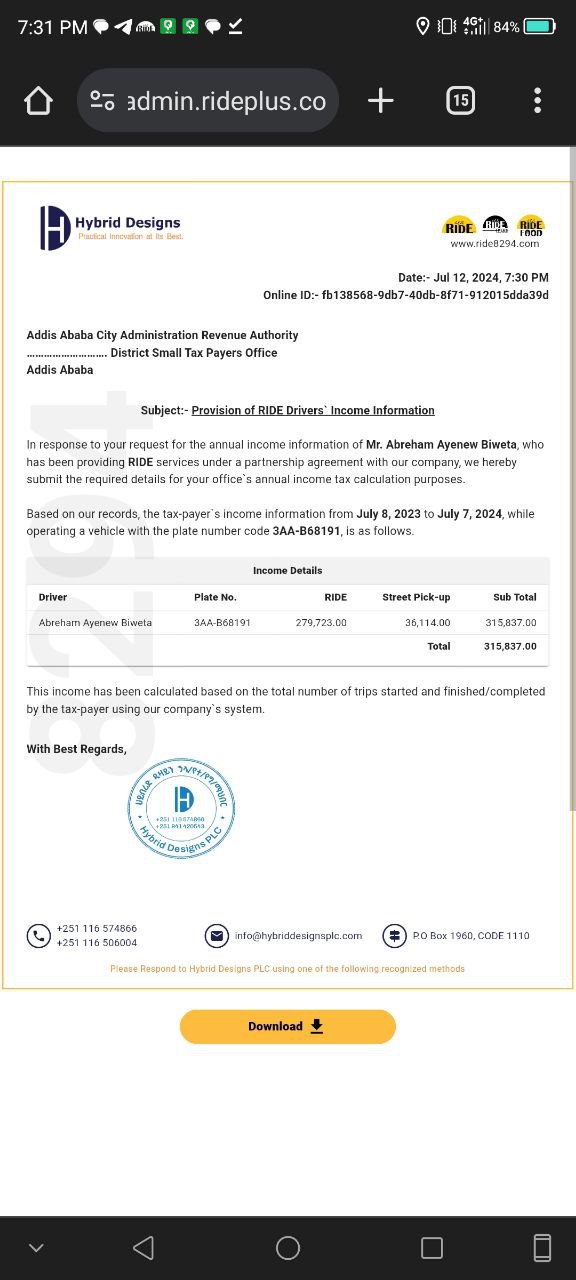 7:31 PM
4G+
84%
admin.rideplus.co
15
Hybrid Designs
Practical Innovation at Its Best.
RIDE RIDE RIDE FOOD
www.ride8294.com
Date:- Jul 12, 2024, 7:30 PM
Online ID:- fb138568-9db7-40db-8f71-912015dda39d
Addis Ababa City Administration Revenue Authority
........................... District Small Tax Payers Office
Addis Ababa
Subject:- Provision of RIDE Drivers` Income Information
In response to your request for the annual income information of Mr. Abreham Ayenew Biweta, who
has been providing RIDE services under a partnership agreement with our company, we hereby
submit the required details for your office`s annual income tax calculation purposes.
Based on our records, the tax-payer`s income information from July 8, 2023 to July 7, 2024, while
operating a vehicle with the plate number code 3AA-B68191, is as follows.
Income Details
Driver Plate No. RIDE Street Pick-up Sub Total
Abreham Ayenew Biweta 3AA-B68191 279,723.00 36,114.00 315,837.00
Total 315,837.00
This income has been calculated based on the total number of trips started and finished/completed
by the tax-payer using our company`s system.
8294
With Best Regards,
ሃይብሪድ ዲዛይን
+251 116 574866
Hybrid Designs PLC
+251 116 574866
+251 116 506004
info@hybriddesignsplc.com
P.O Box 1960, CODE 1110
Please Respond to Hybrid Designs PLC using one of the following recognized methods
Download